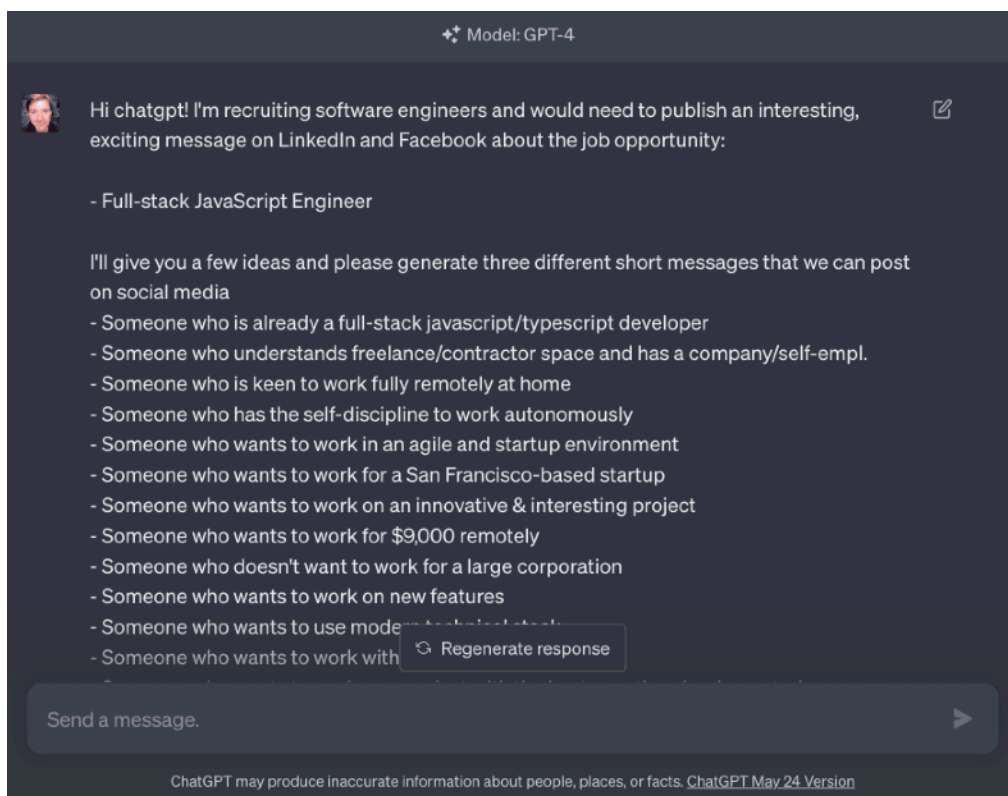 Model: GPT-4
Hi chatgpt! I'm recruiting software engineers and would need to publish an interesting,
exciting message on LinkedIn and Facebook about the job opportunity:
- Full-stack JavaScript Engineer
I'll give you a few ideas and please generate three different short messages that we can post
on social media
- Someone who is already a full-stack javascript/typescript developer
- Someone who understands freelance/contractor space and has a company/self-empl.
- Someone who is keen to work fully remotely at home
- Someone who has the self-discipline to work autonomously
- Someone who wants to work in an agile and startup environment
- Someone who wants to work for a San Francisco-based startup
- Someone who wants to work on an innovative & interesting project
- Someone who wants to work for $9,000 remotely
- Someone who doesn't want to work for a large corporation
- Someone who wants to work on new features
- Someone who wants to use
- Someone who wants to work with
Regenerate response
Send a message.
ChatGPT may produce inaccurate information about people, places, or facts. ChatGPT May 24 Version